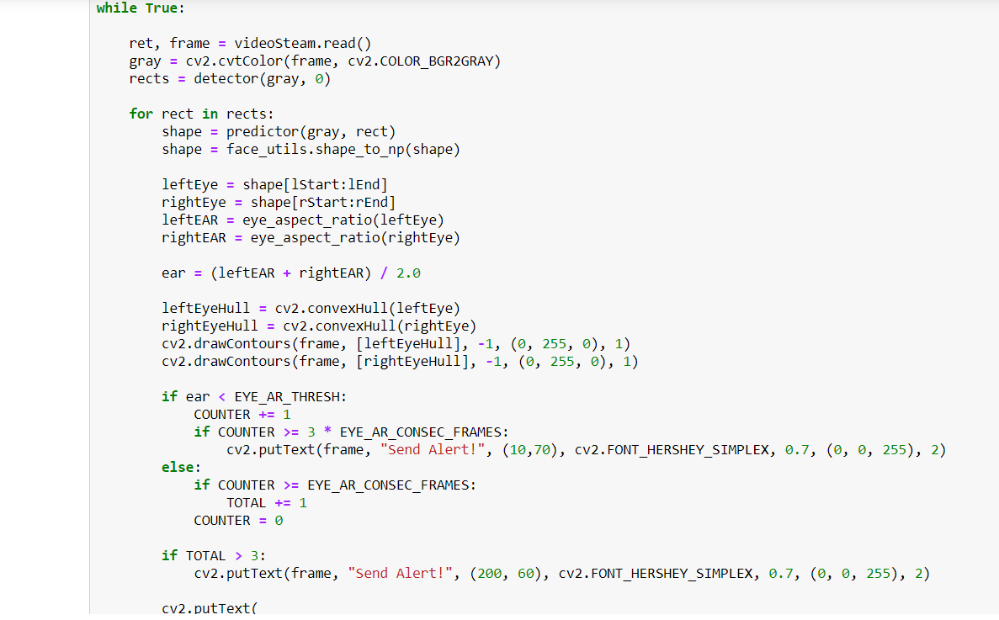 while True:
ret, frame = videoSteam.read()
gray = cv2.cvtColor(frame, cv2.COLOR_BGR2GRAY)
rects = detector(gray, 0)
for rect in rects:
shape = predictor(gray, rect)
shape = face_utils.shape_to_np(shape)
leftEye = shape[lStart:lEnd]
rightEye = shape[rStart:rEnd]
leftEAR = eye_aspect_ratio(leftEye)
rightEAR = eye_aspect_ratio(rightEye)
ear = (leftEAR + rightEAR) / 2.0
leftEyeHull = cv2.convexHull(leftEye)
rightEyeHull = cv2.convexHull(rightEye)
cv2.drawContours(frame, [leftEyeHull], -1, (0, 255, 0), 1)
cv2.drawContours(frame, [rightEyeHull], -1, (0, 255, 0), 1)
if ear < EYE_AR_THRESH:
COUNTER += 1
if COUNTER >= 3 * EYE_AR_CONSEC_FRAMES:
cv2.putText(frame, "Send Alert!", (10,70), cv2.FONT_HERSHEY_SIMPLEX, 0.7, (0, 0, 255), 2)
else:
if COUNTER >= EYE_AR_CONSEC_FRAMES:
TOTAL += 1
COUNTER = 0
if TOTAL > 3:
cv2.putText(frame, "Send Alert!", (200, 60), cv2.FONT_HERSHEY_SIMPLEX, 0.7, (0, 0, 255), 2)
cv2.putText(